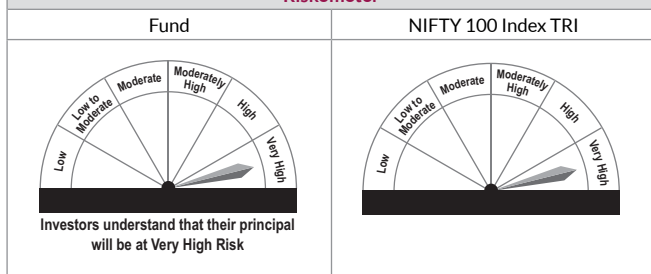 Riskometer
Fund
NIFTY 100 Index TRI
Low
Low to
Moderate
Moderate
Moderately
High
High
Very High
Investors understand that their principal
will be at Very High Risk
Low
Low to
Moderate
Moderate
Moderately
High
High
Very High